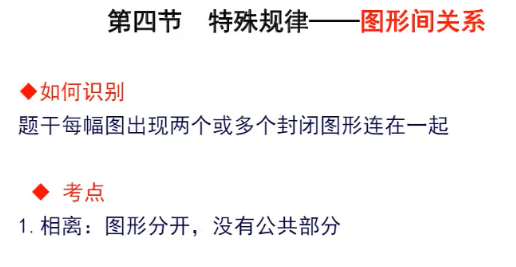 第四节　特殊规律——图形间关系
◆如何识别
题干每幅图出现两个或多个封闭图形连在一起
◆ 考点
1.相离：图形分开，没有公共部分